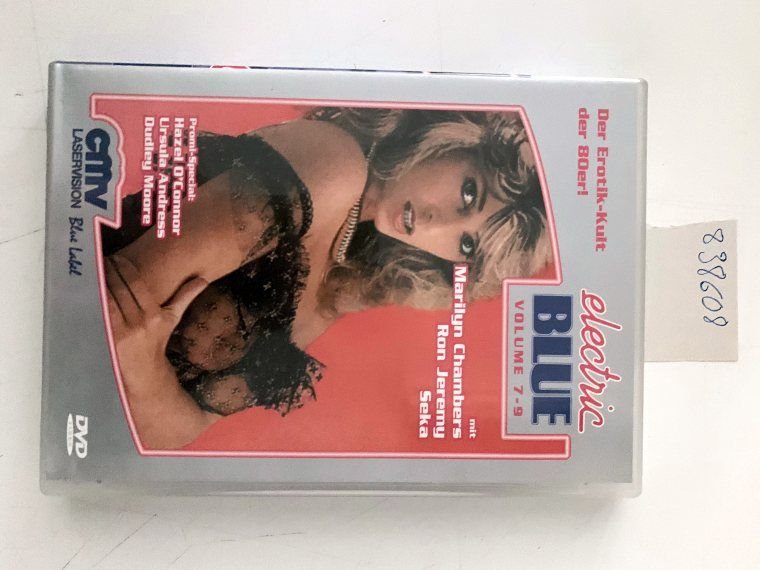 Der Erotik-Kult
der 80er!
electric
BLUE
VOLUME 7-9
mit
Marilyn Chambers
Ron Jeremy
Seka
Promi-Special:
Hazel O'Connor
Ursula Andress
Dudley Moore
cmv
LASERVISION
Blue Label
DVD
838608